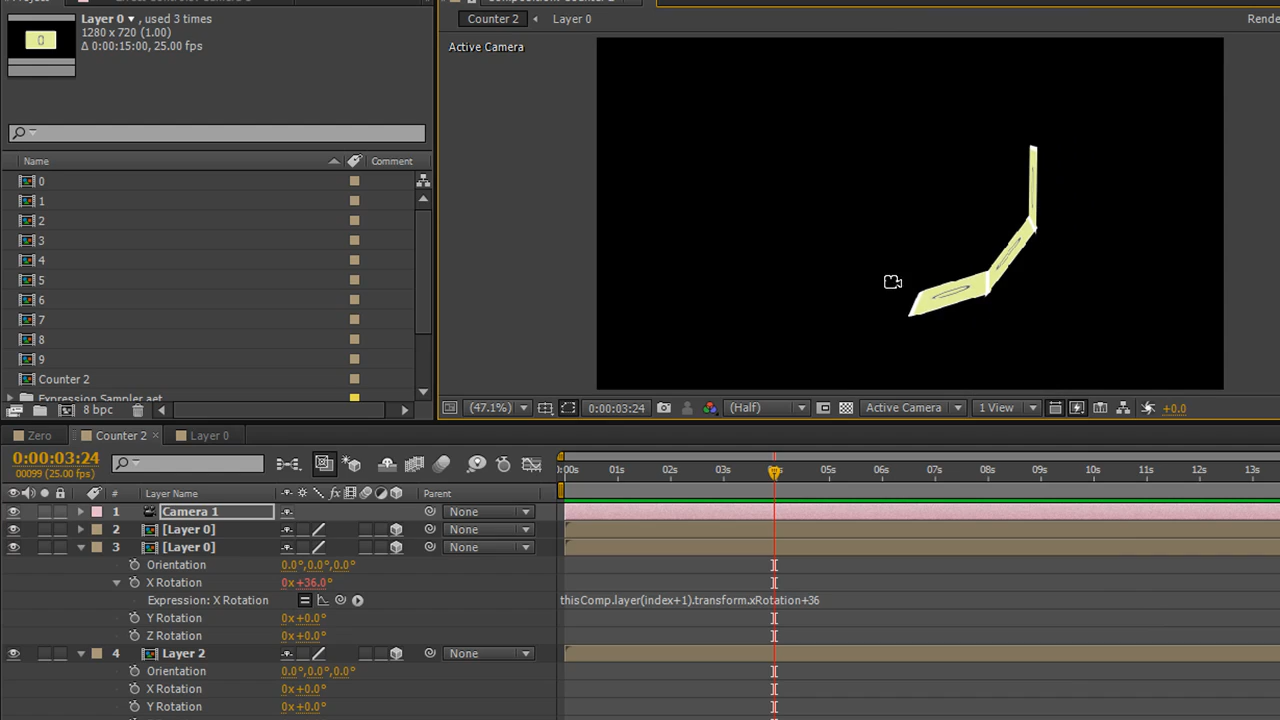 Counter 2
Layer 0
Rende
Layer 0 ▾ , used 3 times
1280 x 720 (1.00)
Δ 0:00:15:00, 25.00 fps
Active Camera
0
Name
Comment
0
1
2
3
4
5
6
7
8
9
Counter 2
Expression Sampler.aet
8 bpc
(47.1%)
0:00:03:24
(Half)
Active Camera
1 View
+0.0
Zero
Counter 2
Layer 0
0:00:03:24
00099 (25.00 fps)
:00s 01s 02s 03s 05s 06s 07s 08s 09s 10s 11s 12s 13s
# Layer Name
fx
Parent
1 Camera 1 None
2 [Layer 0] None
3 [Layer 0] None
Orientation 0.0°,0.0°,0.0°
X Rotation 0x+36.0°
Expression: X Rotation thisComp.layer(index+1).transform.xRotation+36
Y Rotation 0x+0.0°
Z Rotation 0x+0.0°
4 Layer 2 None
Orientation 0.0°,0.0°,0.0°
X Rotation 0x+0.0°
Y Rotation 0x+0.0°